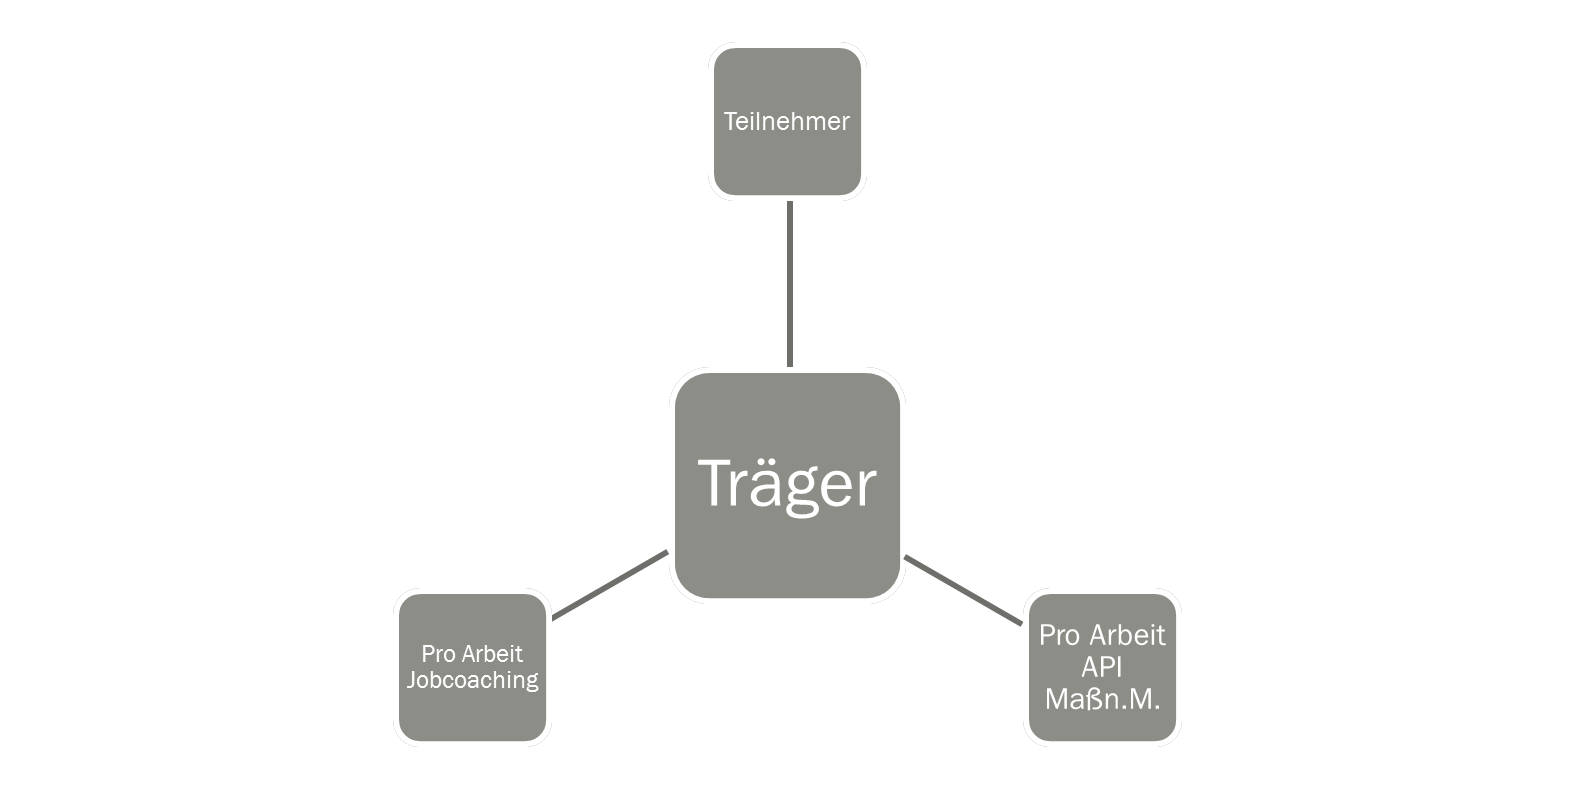 Teilnehmer
Träger
Pro Arbeit
Jobcoaching
Pro Arbeit
API
Maßn.M.